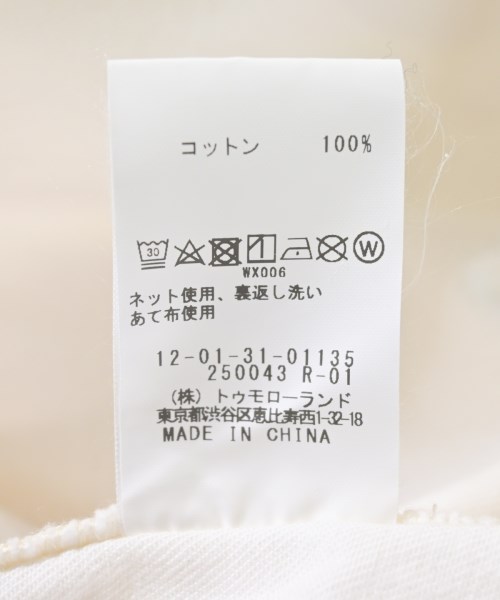 コットン 100%
30 1 W
WX006
ネット使用、裏返し洗い
あて布使用
12-01-31-01135
250043 R-01
(株)トゥモローランド
東京都渋谷区恵比寿西1-32-18
MADE IN CHINA